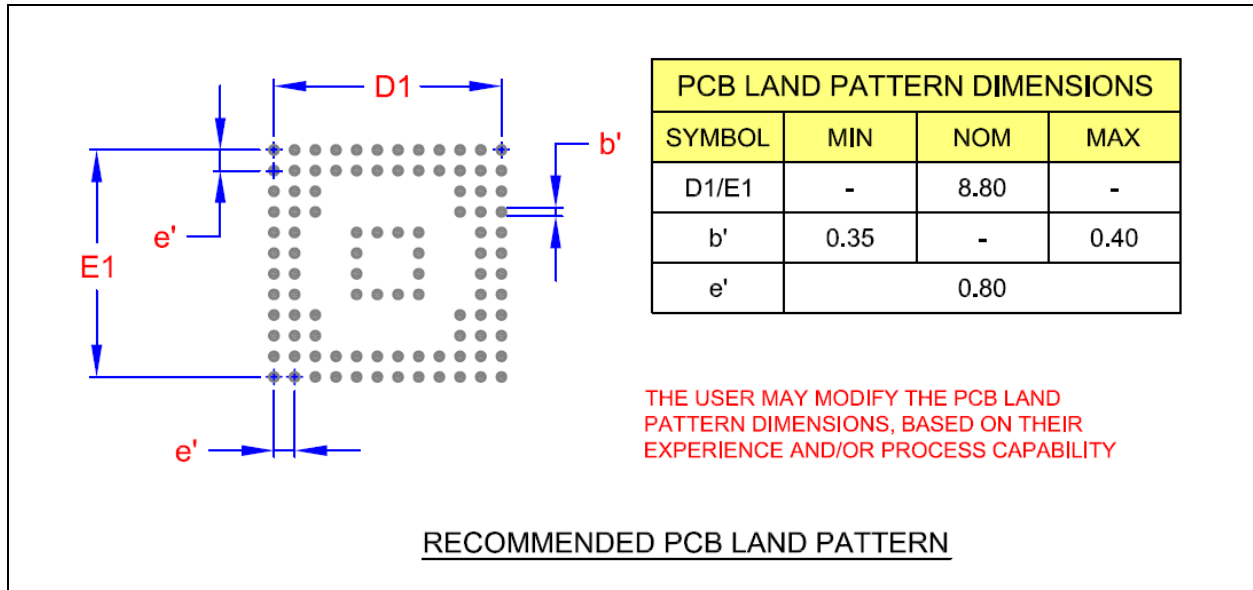 D1
b'
e'
E1
e'
PCB LAND PATTERN DIMENSIONS
SYMBOL MIN NOM MAX
D1/E1 - 8.80 -
b' 0.35 - 0.40
e' 0.80
THE USER MAY MODIFY THE PCB LAND
PATTERN DIMENSIONS, BASED ON THEIR
EXPERIENCE AND/OR PROCESS CAPABILITY
RECOMMENDED PCB LAND PATTERN